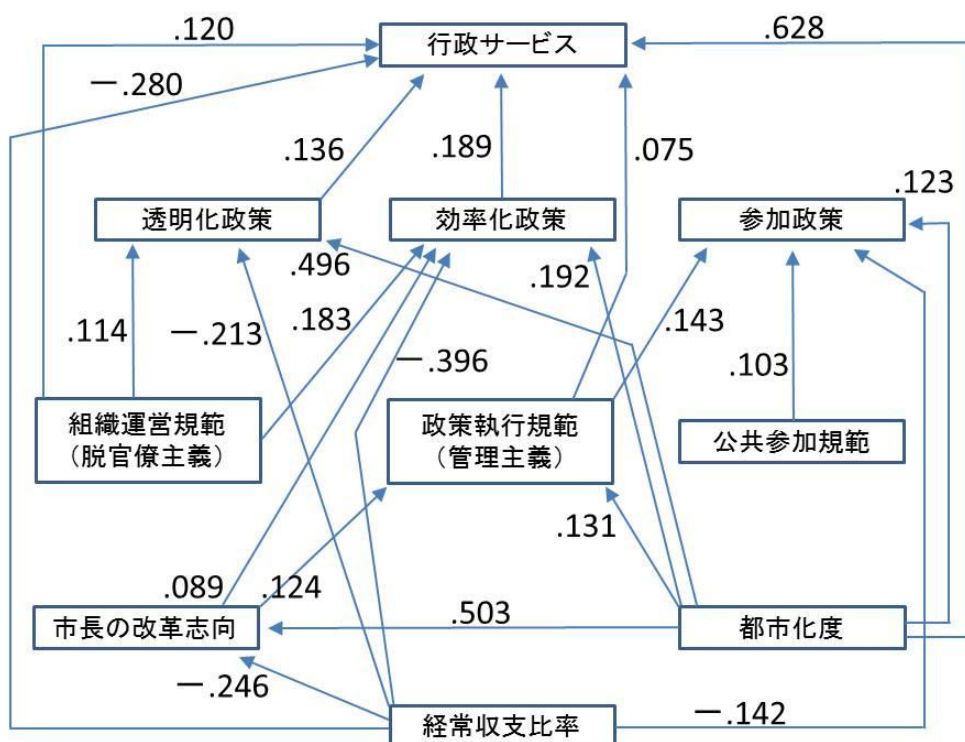 .120
行政サービス
.628
ー.280
.136
.189
.075
.123
透明化政策
効率化政策
参加政策
.496
.192
.114
ー.213
.183
.143
ー.396
.103
組織運営規範
(脱官僚主義)
政策執行規範
(管理主義)
公共参加規範
.131
.089
.124
.503
市長の改革志向
都市化度
ー.246
経常収支比率
ー.142